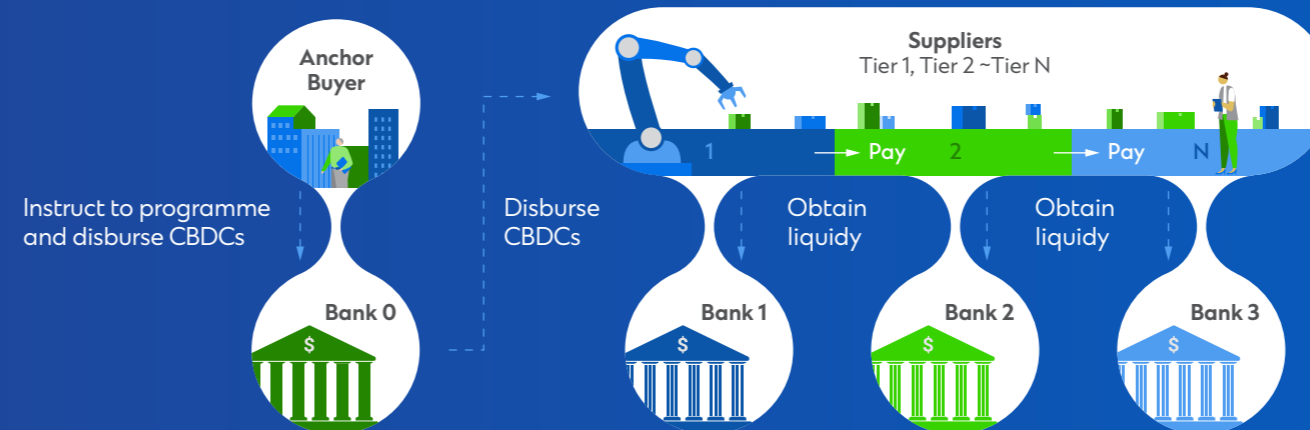 Anchor
Buyer
Suppliers
Tier 1, Tier 2 ~Tier N
1
Pay
2
Pay
N
Instruct to programme
and disburse CBDCs
Disburse
CBDCs
Obtain
liquidy
Obtain
liquidy
Bank 0
$
Bank 1
$
Bank 2
$
Bank 3
$